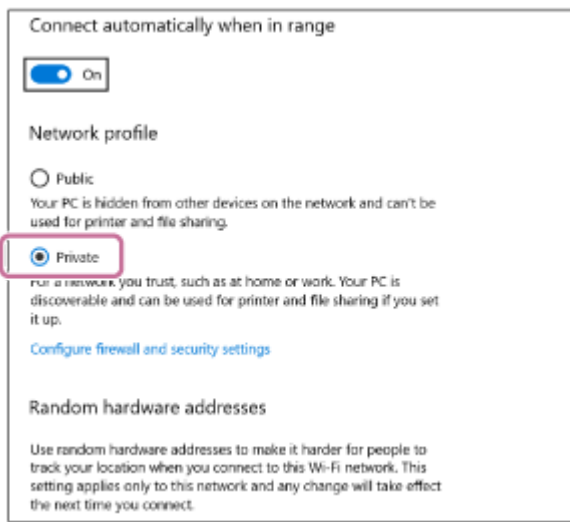 Connect automatically when in range
On
Network profile
Public
Your PC is hidden from other devices on the network and can't be
used for printer and file sharing.
Private
For a network you trust, such as at home or work. Your PC is
discoverable and can be used for printer and file sharing if you set
it up.
Configure firewall and security settings
Random hardware addresses
Use random hardware addresses to make it harder for people to
track your location when you connect to this Wi-Fi network. This
setting applies only to this network and any change will take effect
the next time you connect.